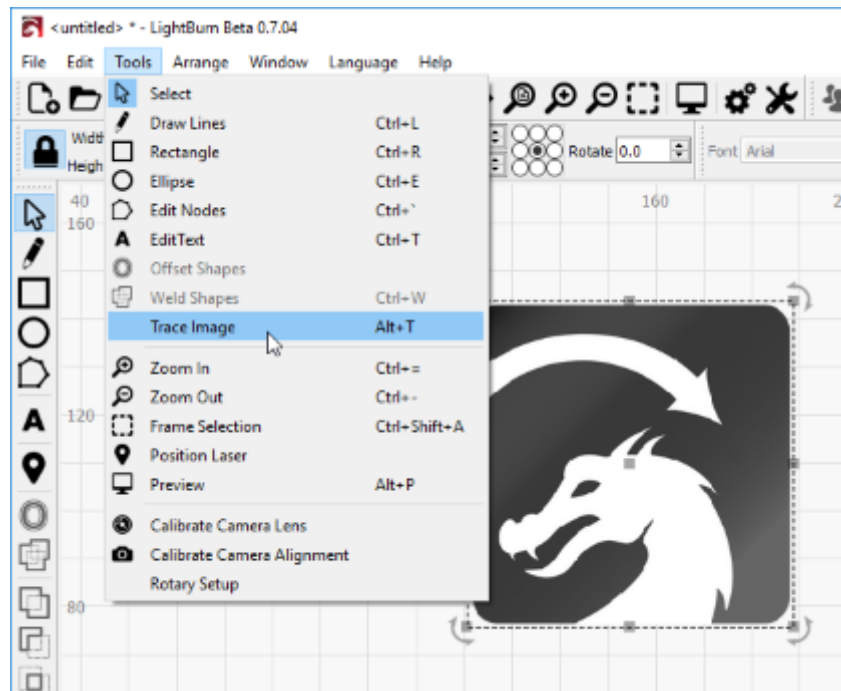 <untitled> * - LightBurn Beta 0.7.04
File Edit Tools Arrange Window Language Help
Select
Draw Lines Ctrl+L
Rectangle Ctrl+R
Ellipse Ctrl+E
Edit Nodes Ctrl+`
EditText Ctrl+T
Offset Shapes
Weld Shapes Ctrl+W
Trace Image Alt+T
Zoom In Ctrl+=
Zoom Out Ctrl+-
Frame Selection Ctrl+Shift+A
Position Laser
Preview Alt+P
Calibrate Camera Lens
Calibrate Camera Alignment
Rotary Setup
Widt
Heigh
Rotate 0.0
Font Arial
40
160
160
2
120
80
A